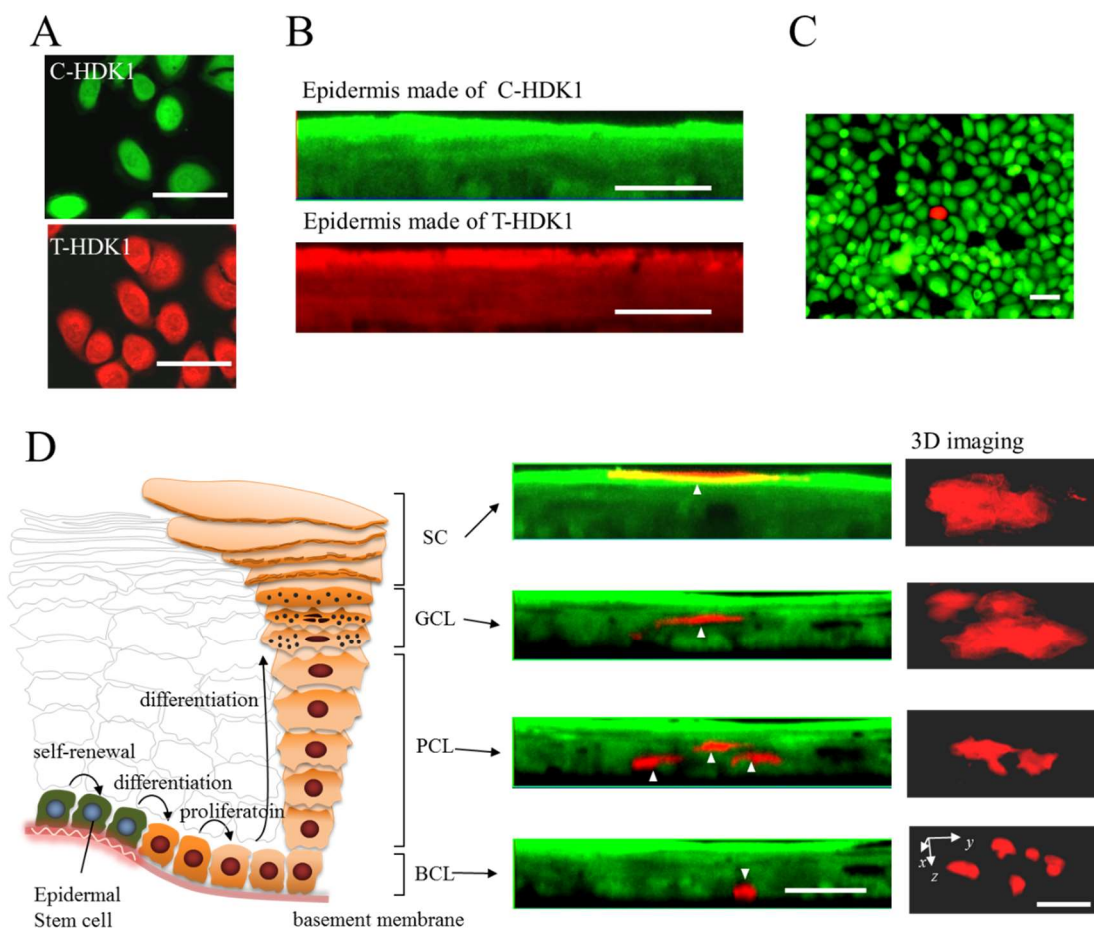 A
C-HDK1
T-HDK1
B
Epidermis made of C-HDK1
Epidermis made of T-HDK1
C
D
3D imaging
SC
GCL
differentiation
PCL
self-renewal
differentiation
proliferatoin
BCL
Epidermal
Stem cell
basement membrane
x
y
z